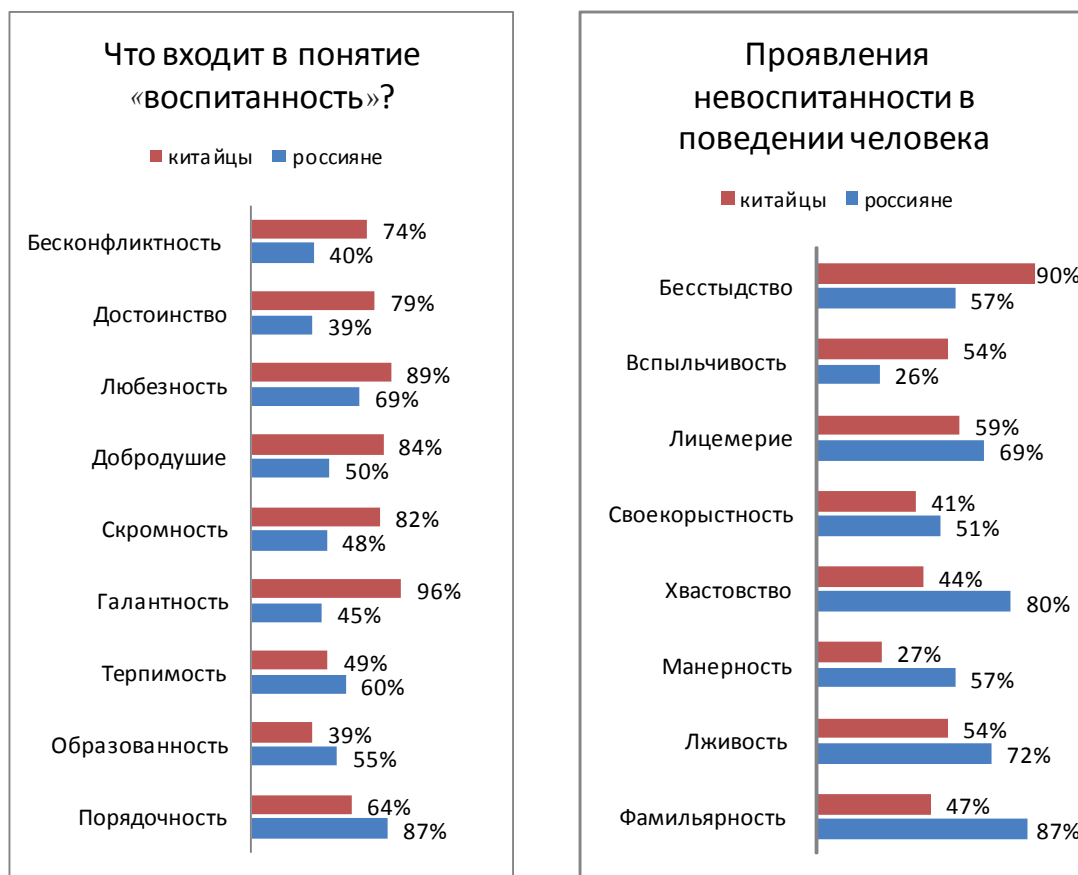 Что входит в понятие
«воспитанность»?
китайцы россияне
Бесконфликтность 74%
40%
Достоинство 79%
39%
Любезность 89%
69%
Добродушие 84%
50%
Скромность 82%
48%
Галантность 96%
45%
Терпимость 49%
60%
Образованность 39%
55%
Порядочность 64%
87%
Проявления
невоспитанности в
поведении человека
китайцы россияне
Бесстыдство 90%
57%
Вспыльчивость 54%
26%
Лицемерие 59%
69%
Своекорыстность 41%
51%
Хвастовство 44%
80%
Манерность 27%
57%
Лживость 54%
72%
Фамильярность 47%
87%